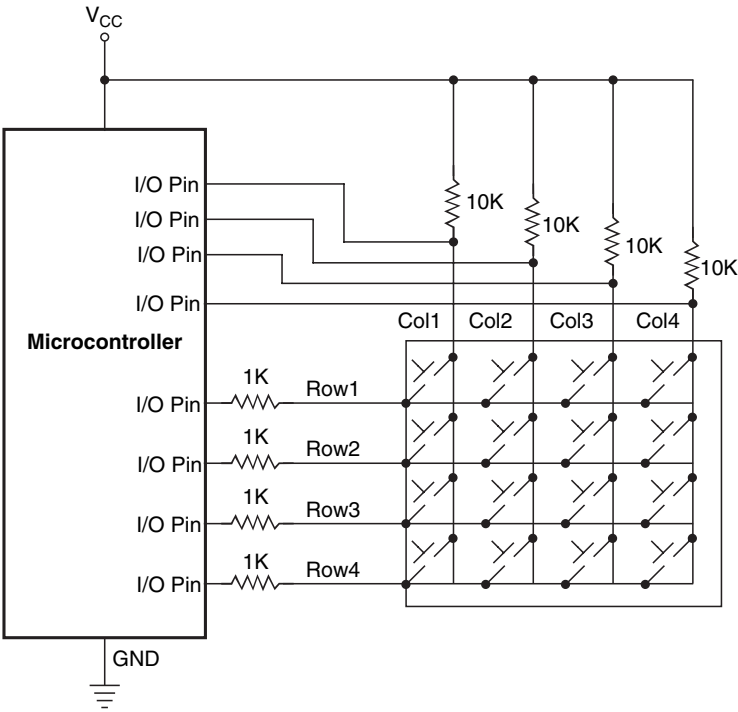 VCC
I/O Pin
10K
I/O Pin
10K
I/O Pin
10K
10K
I/O Pin
Col1 Col2 Col3 Col4
Microcontroller
1K
Row1
I/O Pin
1K
Row2
I/O Pin
1K
Row3
I/O Pin
1K
Row4
I/O Pin
GND